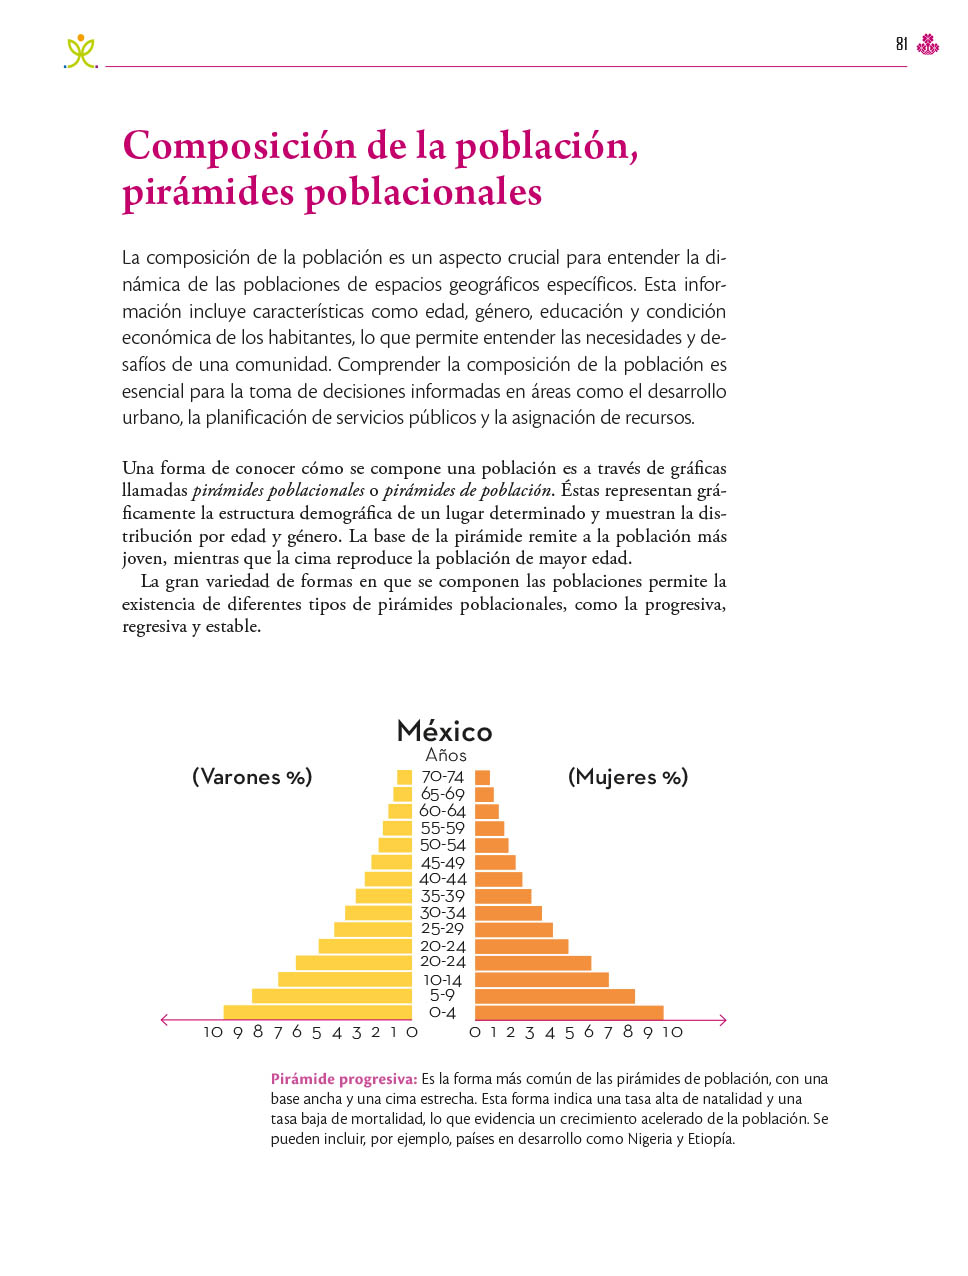 81
Composición de la población,
pirámides poblacionales
La composición de la población es un aspecto crucial para entender la di-
námica de las poblaciones de espacios geográficos específicos. Esta infor-
mación incluye características como edad, género, educación y condición
económica de los habitantes, lo que permite entender las necesidades y de-
safíos de una comunidad. Comprender la composición de la población es
esencial para la toma de decisiones informadas en áreas como el desarrollo
urbano, la planificación de servicios públicos y la asignación de recursos.
Una forma de conocer cómo se compone una población es a través de gráficas
llamadas pirámides poblacionales o pirámides de población. Éstas representan grá-
ficamente la estructura demográfica de un lugar determinado y muestran la dis-
tribución por edad y género. La base de la pirámide remite a la población más
joven, mientras que la cima reproduce la población de mayor edad.
La gran variedad de formas en que se componen las poblaciones permite la
existencia de diferentes tipos de pirámides poblacionales, como la progresiva,
regresiva y estable.
México
Años
(Varones %) 70-74 (Mujeres %)
65-69
60-64
55-59
50-54
45-49
40-44
35-39
30-34
25-29
20-24
20-24
10-14
5-9
0-4
10 9 8 7 6 5 4 3 2 1 0 0 1 2 3 4 5 6 7 8 9 10
Pirámide progresiva: Es la forma más común de las pirámides de población, con una
base ancha y una cima estrecha. Esta forma indica una tasa alta de natalidad y una
tasa baja de mortalidad, lo que evidencia un crecimiento acelerado de la población. Se
pueden incluir, por ejemplo, países en desarrollo como Nigeria y Etiopía.